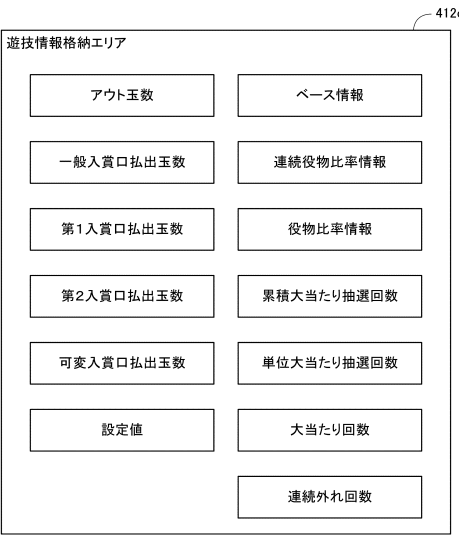 412c
遊技情報格納エリア
アウト玉数
ベース情報
一般入賞口払出玉数
連続役物比率情報
第1入賞口払出玉数
役物比率情報
第2入賞口払出玉数
累積大当たり抽選回数
可変入賞口払出玉数
単位大当たり抽選回数
設定値
大当たり回数
連続外れ回数